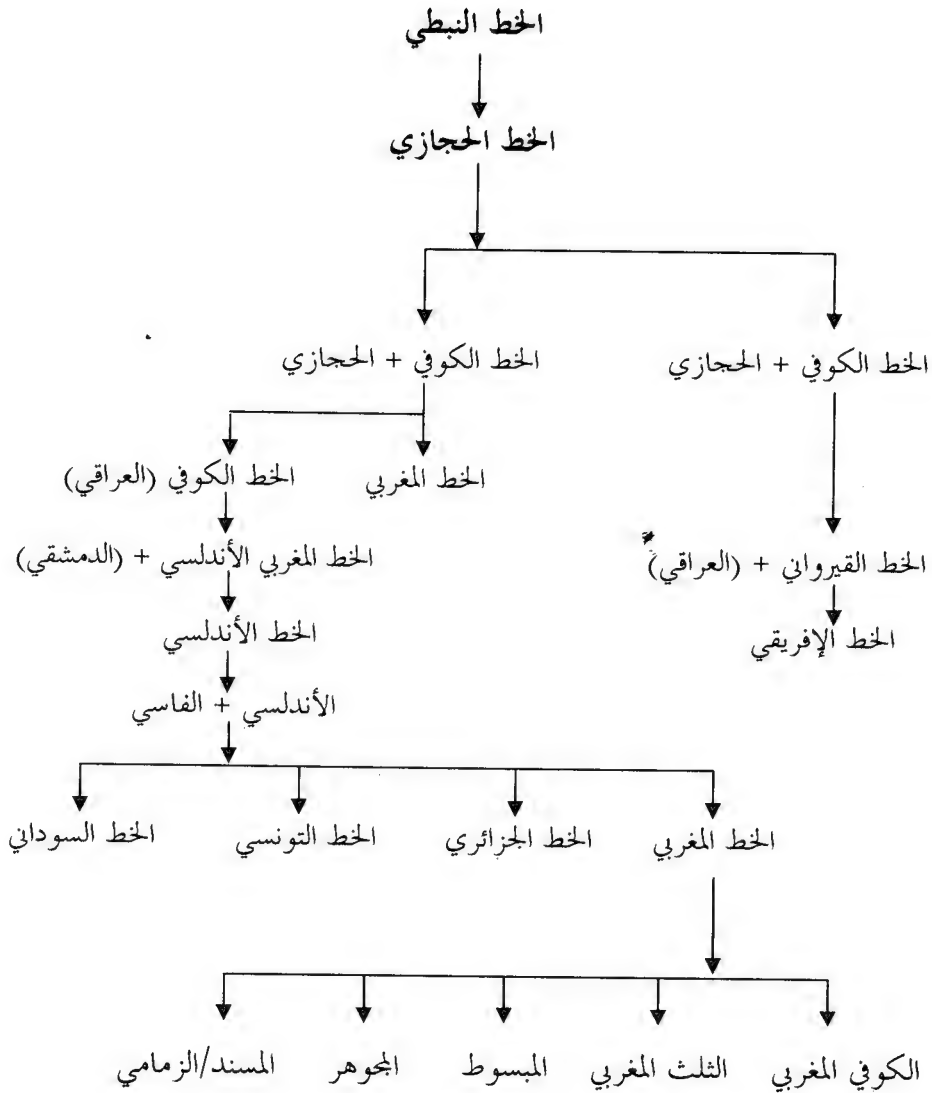 الخط النبطي
الخط الحجازي
الخط الكوفي + الحجازي
الخط الكوفي + الحجازي
الخط المغربي
الخط الكوفي (العراقي)
الخط القيرواني + (العراقي)
الخط المغربي الأندلسي + (الدمشقي)
الخط الإفريقي
الخط الأندلسي
الأندلسي + الفاسي
الخط المغربي
الخط الجزائري
الخط التونسي
الخط السوداني
الكوفي المغربي
الثلث المغربي
المبسوط
المجوهر
المسند/الزمامي